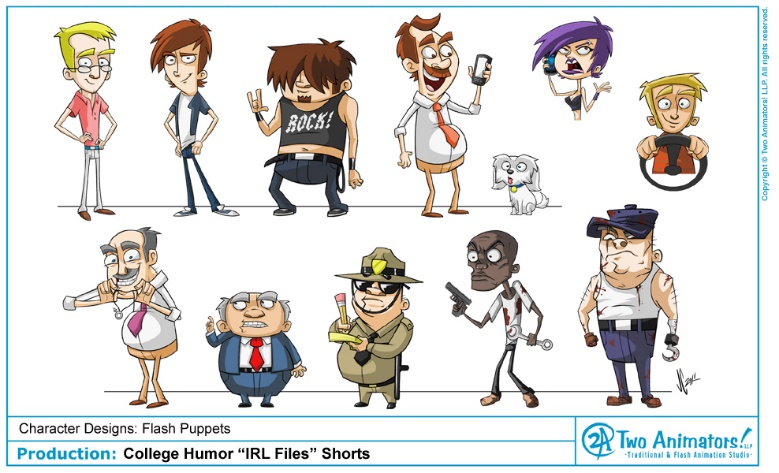 Copyright © Two Animators! LLP. All rights reserved.
ROCK!
Character Designs: Flash Puppets
Production: College Humor “IRL Files” Shorts
2A Two Animators! LLP
-Traditional & Flash Animation Studio-